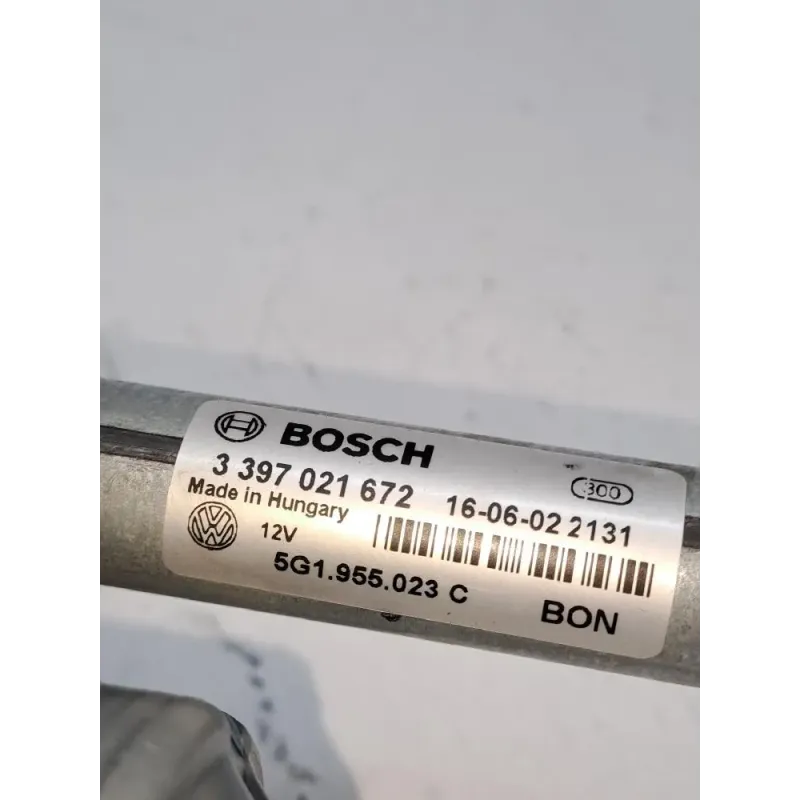 BOSCH
3 397 021 672 16-06-02 2131
300
Made in Hungary
12V
5G1.955.023 C
BON